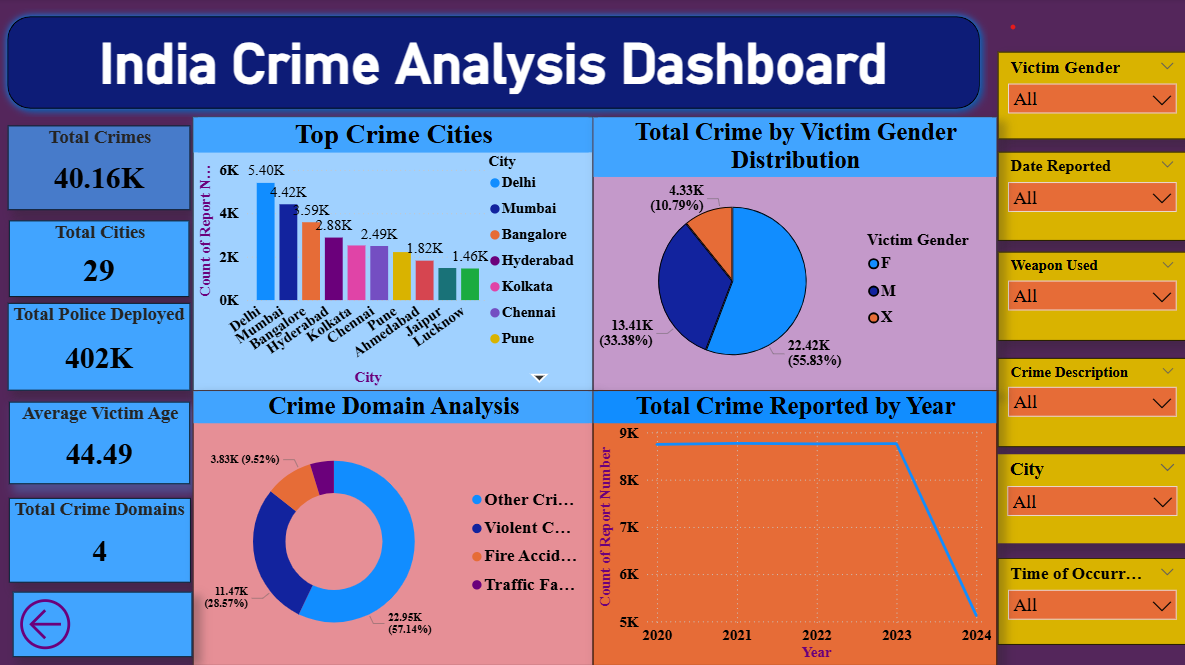 India Crime Analysis Dashboard
Total Crimes
40.16K
Total Cities
29
Total Police Deployed
402K
Average Victim Age
44.49
Total Crime Domains
4
Top Crime Cities
Count of Report N...
6K
4K
2K
0K
5.40K
4.42K
3.59K
2.88K
2.49K
1.82K
1.46K
Delhi
Mumbai
Bangalore
Hyderabad
Kolkata
Chennai
Pune
Ahmedabad
Jaipur
Lucknow
City
City
Delhi
Mumbai
Bangalore
Hyderabad
Kolkata
Chennai
Pune
Total Crime by Victim Gender
Distribution
4.33K
(10.79%)
13.41K
(33.38%)
22.42K
(55.83%)
Victim Gender
F
M
X
Crime Domain Analysis
3.83K (9.52%)
11.47K
(28.57%)
22.95K
(57.14%)
Other Cri...
Violent C...
Fire Accid...
Traffic Fa...
Total Crime Reported by Year
Count of Report Number
9K
8K
7K
6K
5K
2020
2021
2022
2023
2024
Year
Victim Gender
All
Date Reported
All
Weapon Used
All
Crime Description
All
City
All
Time of Occurr...
All